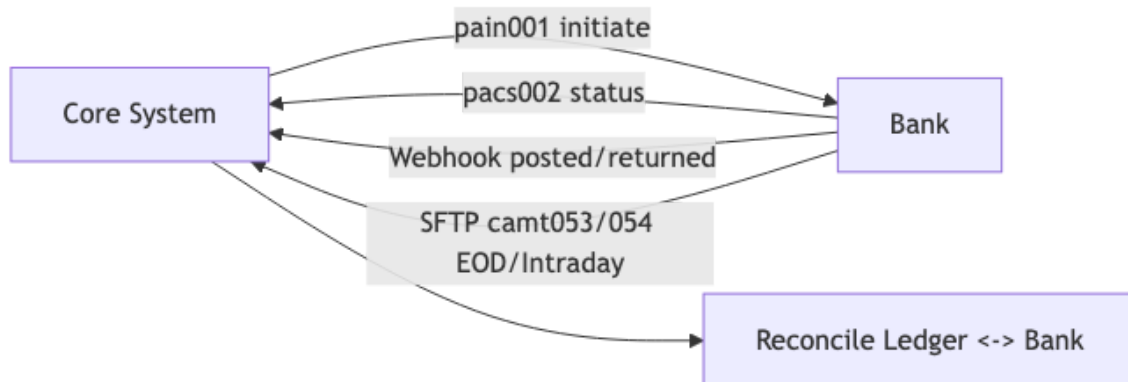 pain001 initiate
Core System
pacs002 status
Bank
Webhook posted/returned
SFTP camt053/054
EOD/Intraday
Reconcile Ledger <-> Bank